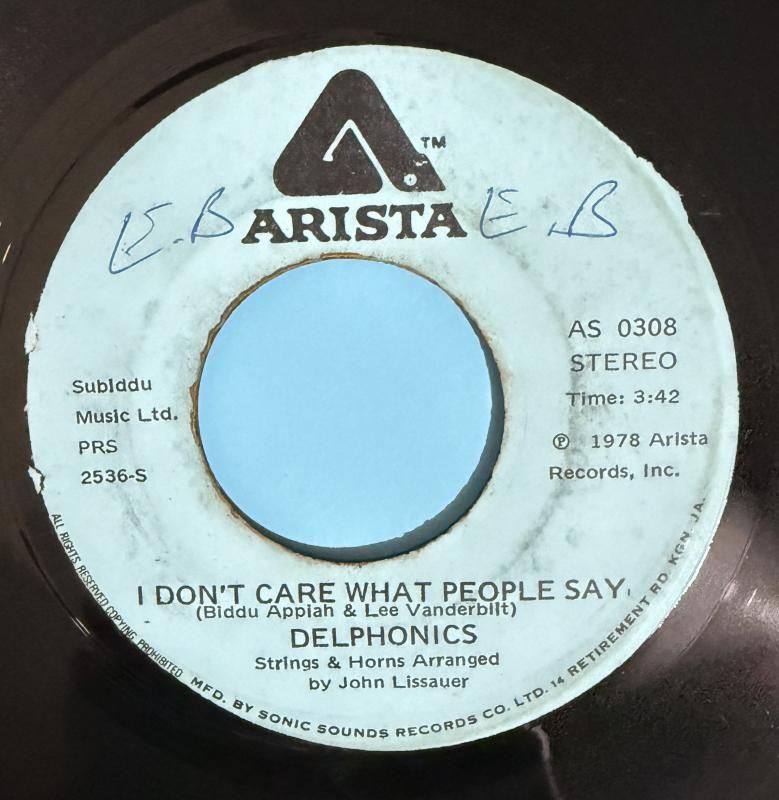 TM
E.B ARISTA E.B
AS 0308
STEREO
Time: 3:42
℗ 1978 Arista
Records, Inc.
Subiddu
Music Ltd.
PRS
2536-S
I DON'T CARE WHAT PEOPLE SAY
(Biddu Appiah & Lee Vanderbilt)
DELPHONICS
Strings & Horns Arranged
by John Lissauer
ALL RIGHTS RESERVED COPYING PROHIBITED MFD. BY SONIC SOUNDS RECORDS CO. LTD. 14 RETIREMENT RD. KGN. JA.